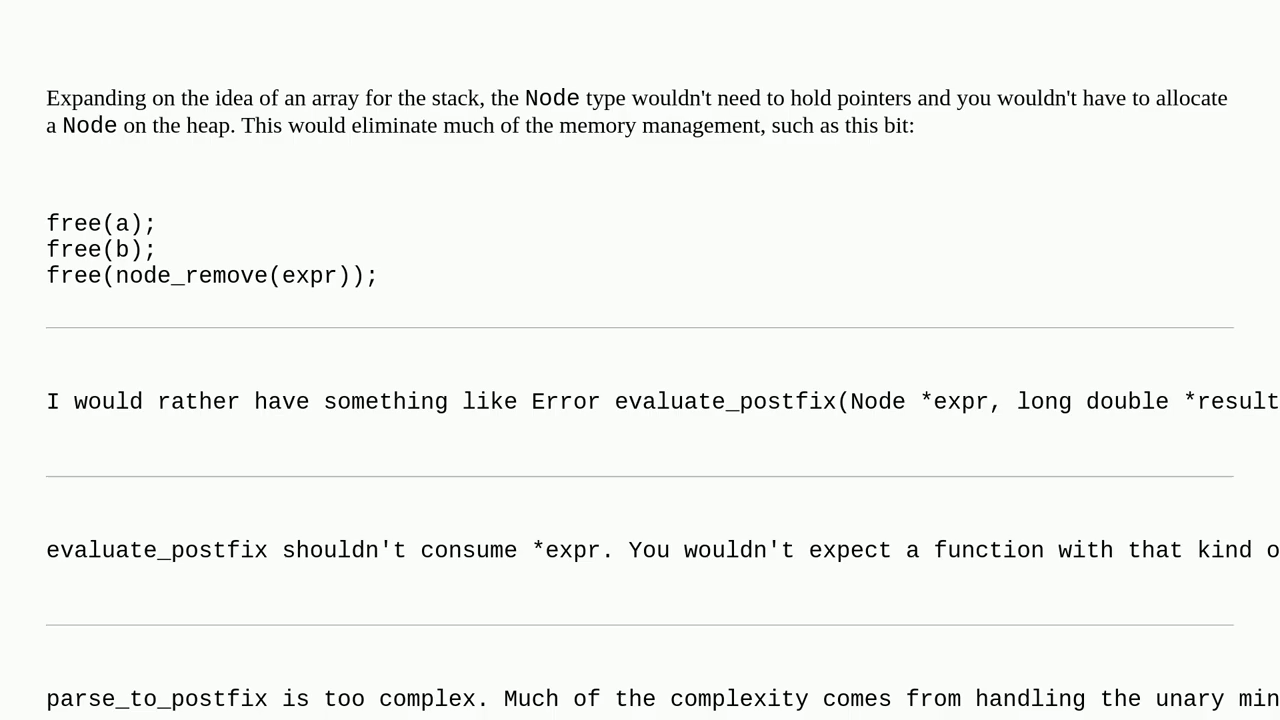 Expanding on the idea of an array for the stack, the Node type wouldn't need to hold pointers and you wouldn't have to allocate
a Node on the heap. This would eliminate much of the memory management, such as this bit:
free(a);
free(b);
free(node_remove(expr));
I would rather have something like Error evaluate_postfix(Node *expr, long double *result
evaluate_postfix shouldn't consume *expr. You wouldn't expect a function with that kind
parse_to_postfix is too complex. Much of the complexity comes from handling the unary